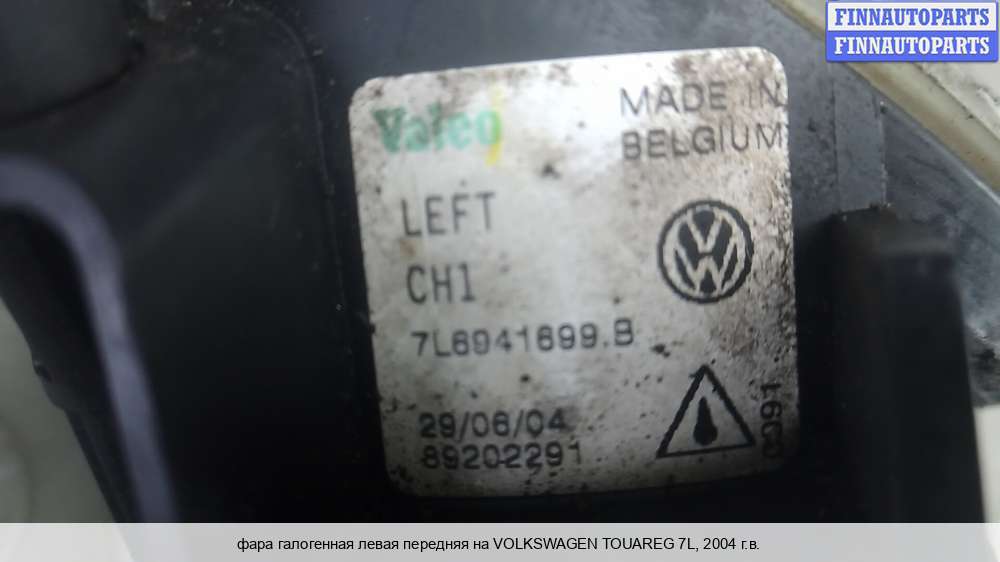 FINNAUTOPARTS
FINNAUTOPARTS
Valeo
MADE IN
BELGIUM
LEFT
CH1
7L6941699.B
29/06/04
89202291
CG91
фара галогенная левая передняя на VOLKSWAGEN TOUAREG 7L, 2004 г.в.